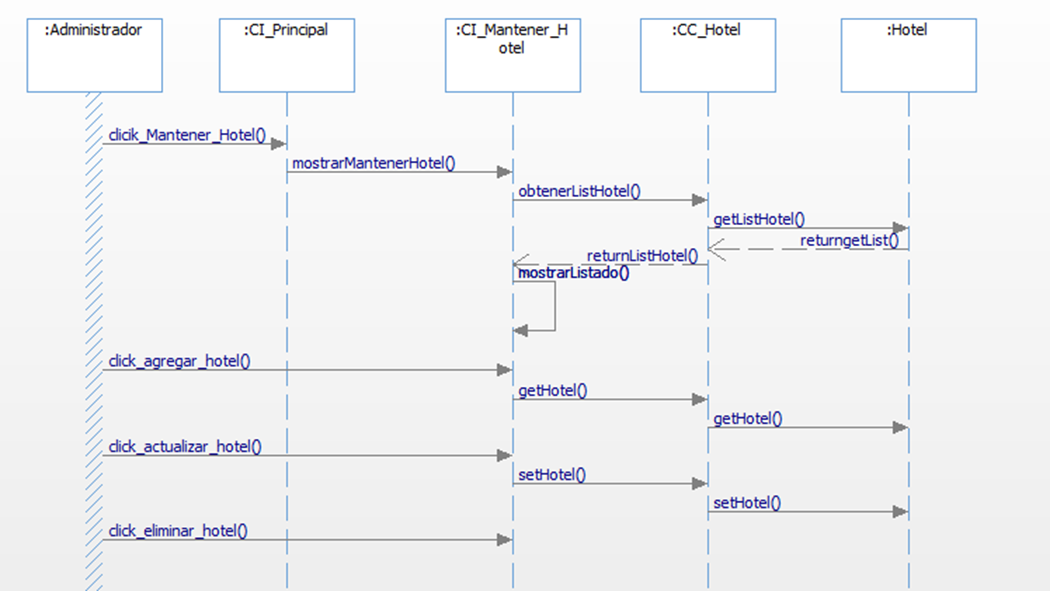 :Administrador
:CI_Principal
:CI_Mantener_H
otel
:CC_Hotel
:Hotel
clicik_Mantener_Hotel()
mostrarMantenerHotel()
obtenerListHotel()
getListHotel()
returngetList()
returnListHotel()
mostrarListado()
click_agregar_hotel()
getHotel()
getHotel()
click_actualizar_hotel()
setHotel()
setHotel()
click_eliminar_hotel()